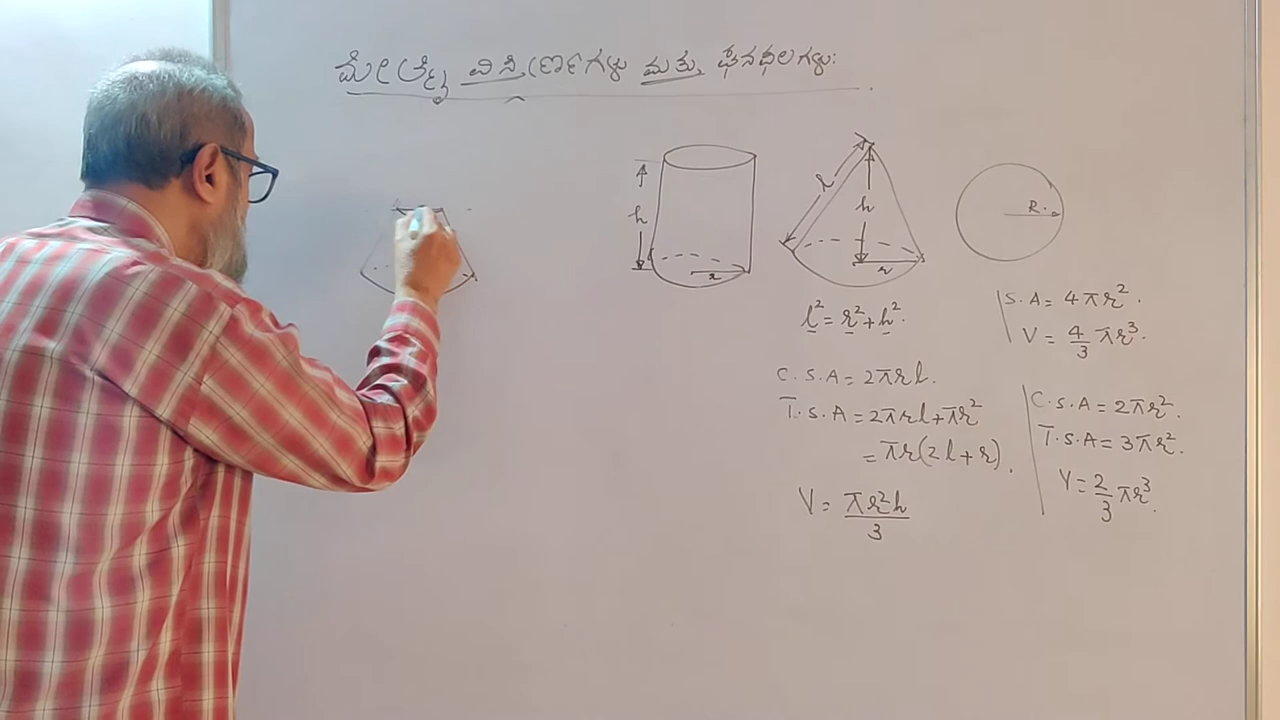 ಮೇಲ್ಮೈ ವಿಸ್ತೀರ್ಣಗಳು ಮತ್ತು ಘನಫಲಗಳು:
h
r
l
h
r
R.
l² = r² + h².
C.S.A = 2πrl.
T.S.A = 2πrl + πr²
= πr(2l + r).
V = πr²h/3
S.A = 4πr².
V = 4/3 πr³.
C.S.A = 2πr².
T.S.A = 3πr².
V = 2/3 πr³.